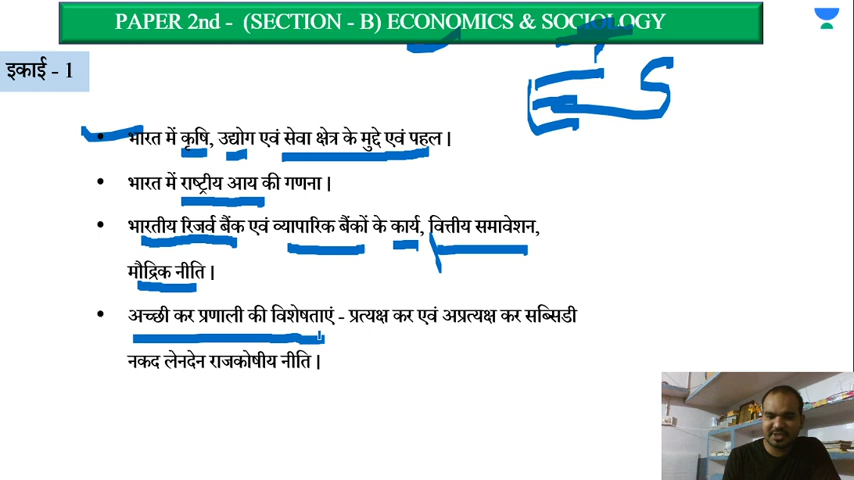 PAPER 2nd - (SECTION - B) ECONOMICS & SOCIOLOGY
इकाई - 1
• भारत में कृषि, उद्योग एवं सेवा क्षेत्र के मुद्दे एवं पहल |
• भारत में राष्ट्रीय आय की गणना |
• भारतीय रिजर्व बैंक एवं व्यापारिक बैंकों के कार्य, वित्तीय समावेशन,
मौद्रिक नीति |
• अच्छी कर प्रणाली की विशेषताएं - प्रत्यक्ष कर एवं अप्रत्यक्ष कर सब्सिडी
नकद लेनदेन राजकोषीय नीति |